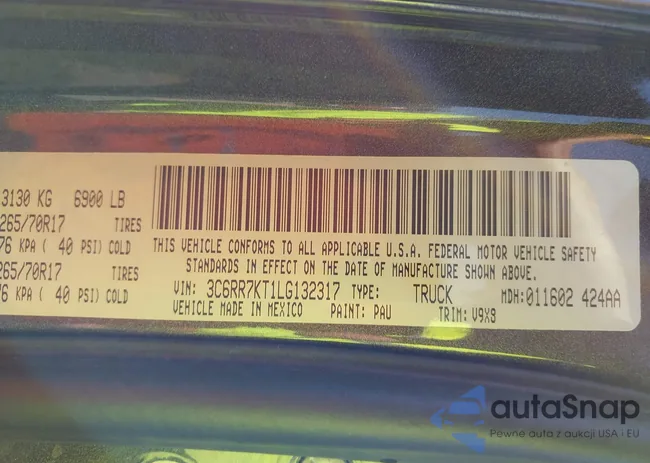 3130 KG 6900 LB
265/70R17 TIRES
76 KPA ( 40 PSI) COLD
265/70R17 TIRES
76 KPA ( 40 PSI) COLD
THIS VEHICLE CONFORMS TO ALL APPLICABLE U.S.A. FEDERAL MOTOR VEHICLE SAFETY
STANDARDS IN EFFECT ON THE DATE OF MANUFACTURE SHOWN ABOVE.
VIN: 3C6RR7KT1LG132317 TYPE: TRUCK MDH:011602 424AA
VEHICLE MADE IN MEXICO PAINT: PAU TRIM: V9X8
autaSnap
Pewne auta z aukcji USA i EU